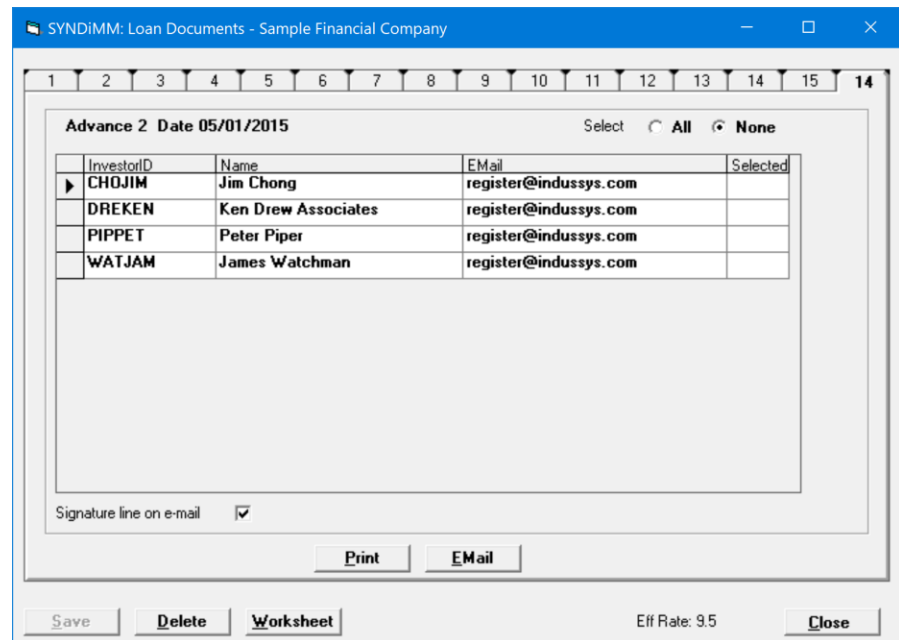 SYNDiMM: Loan Documents - Sample Financial Company
1 2 3 4 5 6 7 8 9 10 11 12 13 14 15 14
Advance 2 Date 05/01/2015 Select All None
InvestorID Name EMail Selected
CHOJIM Jim Chong register@indussys.com
DREKEN Ken Drew Associates register@indussys.com
PIPPET Peter Piper register@indussys.com
WATJAM James Watchman register@indussys.com
Signature line on e-mail
Print EMail
Save Delete Worksheet Eff Rate: 9.5 Close